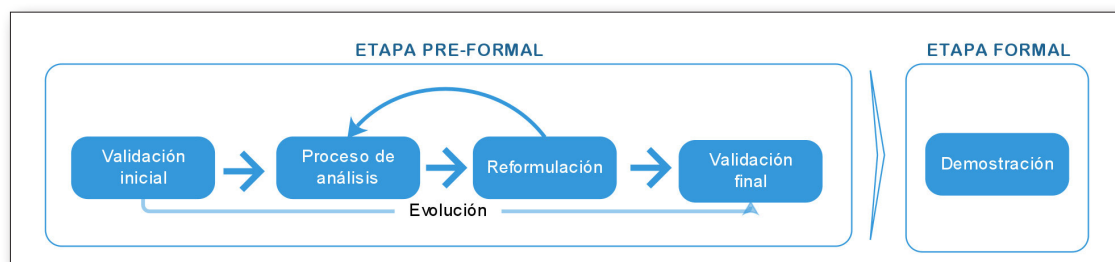 ETAPA PRE-FORMAL
ETAPA FORMAL
Validación
inicial
Proceso de
análisis
Reformulación
Validación
final
Demostración
Evolución